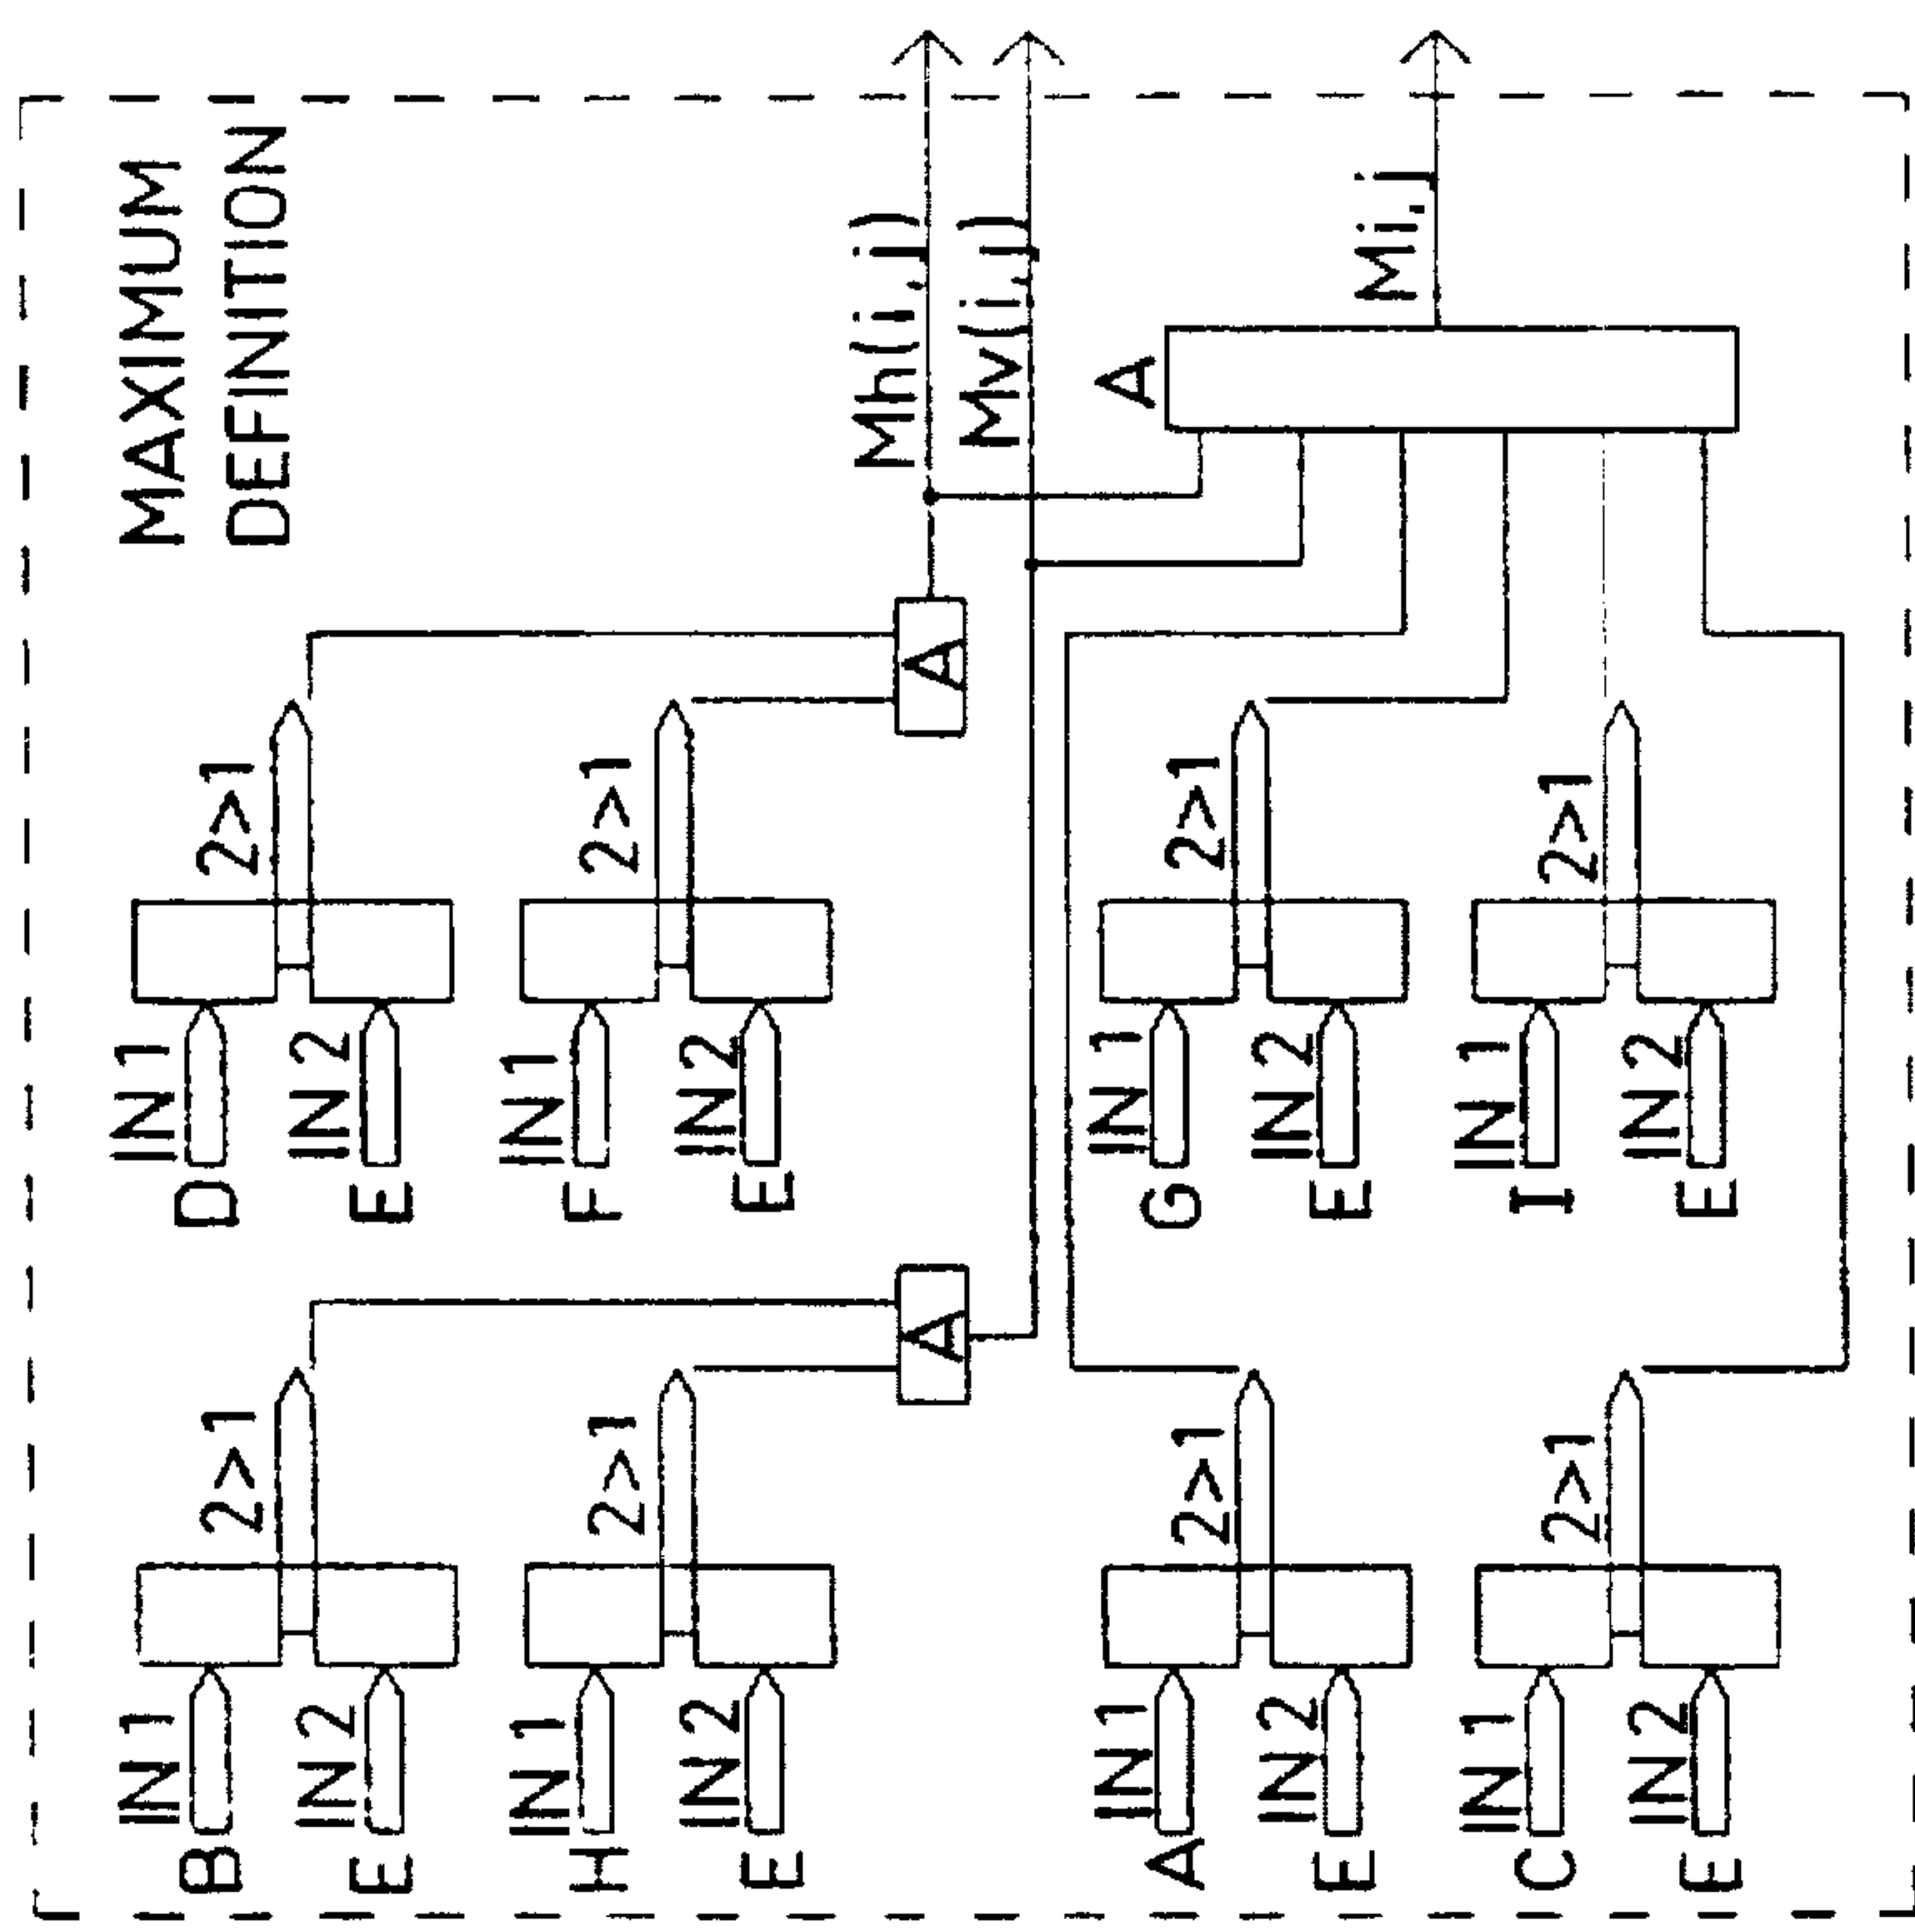 MAXIMUM
DEFINITION
IN1 IN1
B 2>1 D 2>1
IN2 IN2
E E
IN1 IN1
H 2>1 F 2>1
IN2 IN2
E E
Mh(i,j)
A A
Mv(i,j)
IN1 IN1 A
A 2>1 G 2>1
IN2 IN2
E E
Mi,j
IN1 IN1
C 2>1 I 2>1
IN2 IN2
E E